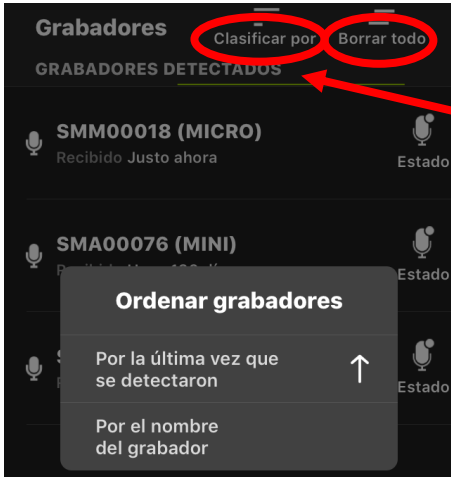 Grabadores
Clasificar por
Borrar todo
GRABADORES DETECTADOS
SMM00018 (MICRO)
Recibido Justo ahora
Estado
SMA00076 (MINI)
Estado
Ordenar grabadores
Por la última vez que
se detectaron
Estado
Por el nombre
del grabador